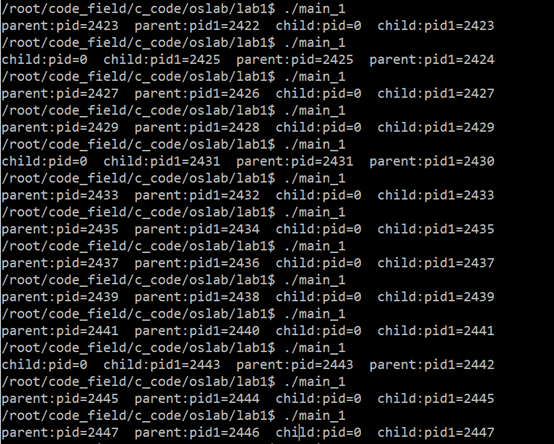 /root/code_field/c_code/oslab/lab1$ ./main_1
parent:pid=2423  parent:pid1=2422  child:pid=0  child:pid1=2423
/root/code_field/c_code/oslab/lab1$ ./main_1
child:pid=0  child:pid1=2425  parent:pid=2425  parent:pid1=2424
/root/code_field/c_code/oslab/lab1$ ./main_1
parent:pid=2427  parent:pid1=2426  child:pid=0  child:pid1=2427
/root/code_field/c_code/oslab/lab1$ ./main_1
parent:pid=2429  parent:pid1=2428  child:pid=0  child:pid1=2429
/root/code_field/c_code/oslab/lab1$ ./main_1
child:pid=0  child:pid1=2431  parent:pid=2431  parent:pid1=2430
/root/code_field/c_code/oslab/lab1$ ./main_1
parent:pid=2433  parent:pid1=2432  child:pid=0  child:pid1=2433
/root/code_field/c_code/oslab/lab1$ ./main_1
parent:pid=2435  parent:pid1=2434  child:pid=0  child:pid1=2435
/root/code_field/c_code/oslab/lab1$ ./main_1
parent:pid=2437  parent:pid1=2436  child:pid=0  child:pid1=2437
/root/code_field/c_code/oslab/lab1$ ./main_1
parent:pid=2439  parent:pid1=2438  child:pid=0  child:pid1=2439
/root/code_field/c_code/oslab/lab1$ ./main_1
parent:pid=2441  parent:pid1=2440  child:pid=0  child:pid1=2441
/root/code_field/c_code/oslab/lab1$ ./main_1
child:pid=0  child:pid1=2443  parent:pid=2443  parent:pid1=2442
/root/code_field/c_code/oslab/lab1$ ./main_1
parent:pid=2445  parent:pid1=2444  child:pid=0  child:pid1=2445
/root/code_field/c_code/oslab/lab1$ ./main_1
parent:pid=2447  parent:pid1=2446  child:pid=0  child:pid1=2447